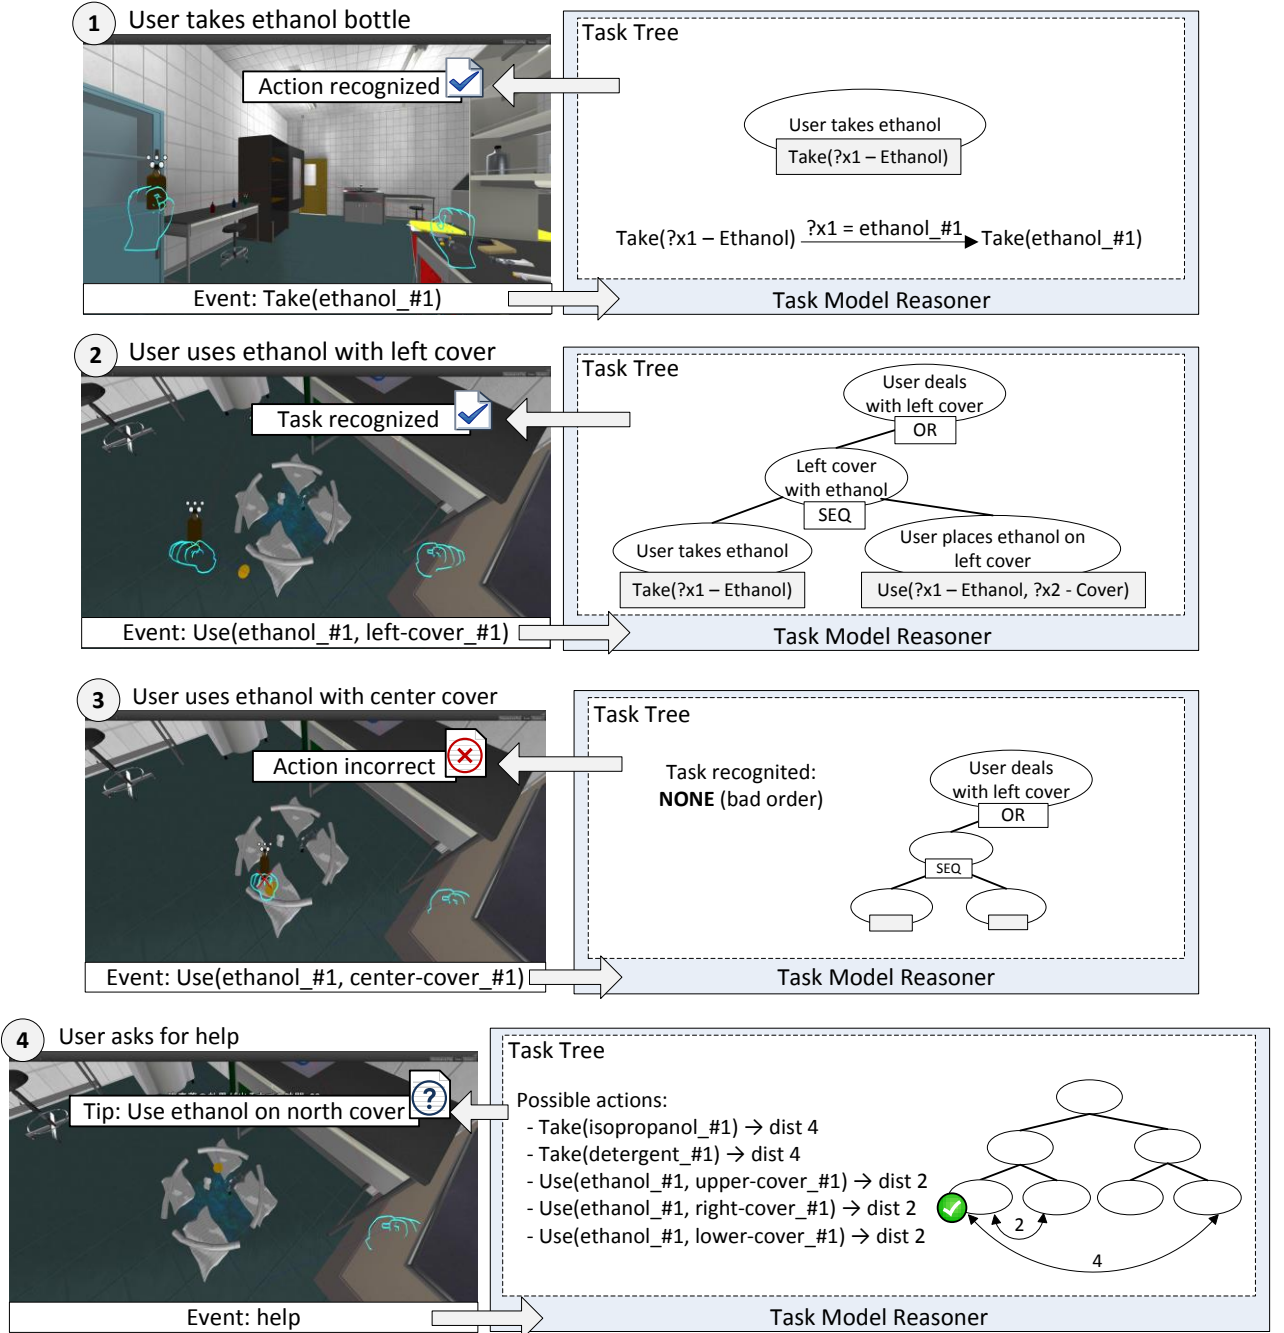 1 User takes ethanol bottle
Action recognized
Event: Take(ethanol_#1)
Task Tree
User takes ethanol
Take(?x1 – Ethanol)
Take(?x1 – Ethanol) ?x1 = ethanol_#1 Take(ethanol_#1)
Task Model Reasoner
2 User uses ethanol with left cover
Task recognized
Event: Use(ethanol_#1, left-cover_#1)
Task Tree
User deals
with left cover
OR
Left cover
with ethanol
SEQ
User takes ethanol
Take(?x1 – Ethanol)
User places ethanol on
left cover
Use(?x1 – Ethanol, ?x2 - Cover)
Task Model Reasoner
3 User uses ethanol with center cover
Action incorrect
Event: Use(ethanol_#1, center-cover_#1)
Task Tree
Task recognited:
NONE (bad order)
User deals
with left cover
OR
SEQ
Task Model Reasoner
4 User asks for help
Tip: Use ethanol on north cover
?
Event: help
Task Tree
Possible actions:
- Take(isopropanol_#1) → dist 4
- Take(detergent_#1) → dist 4
- Use(ethanol_#1, upper-cover_#1) → dist 2
- Use(ethanol_#1, right-cover_#1) → dist 2
- Use(ethanol_#1, lower-cover_#1) → dist 2
2
4
Task Model Reasoner